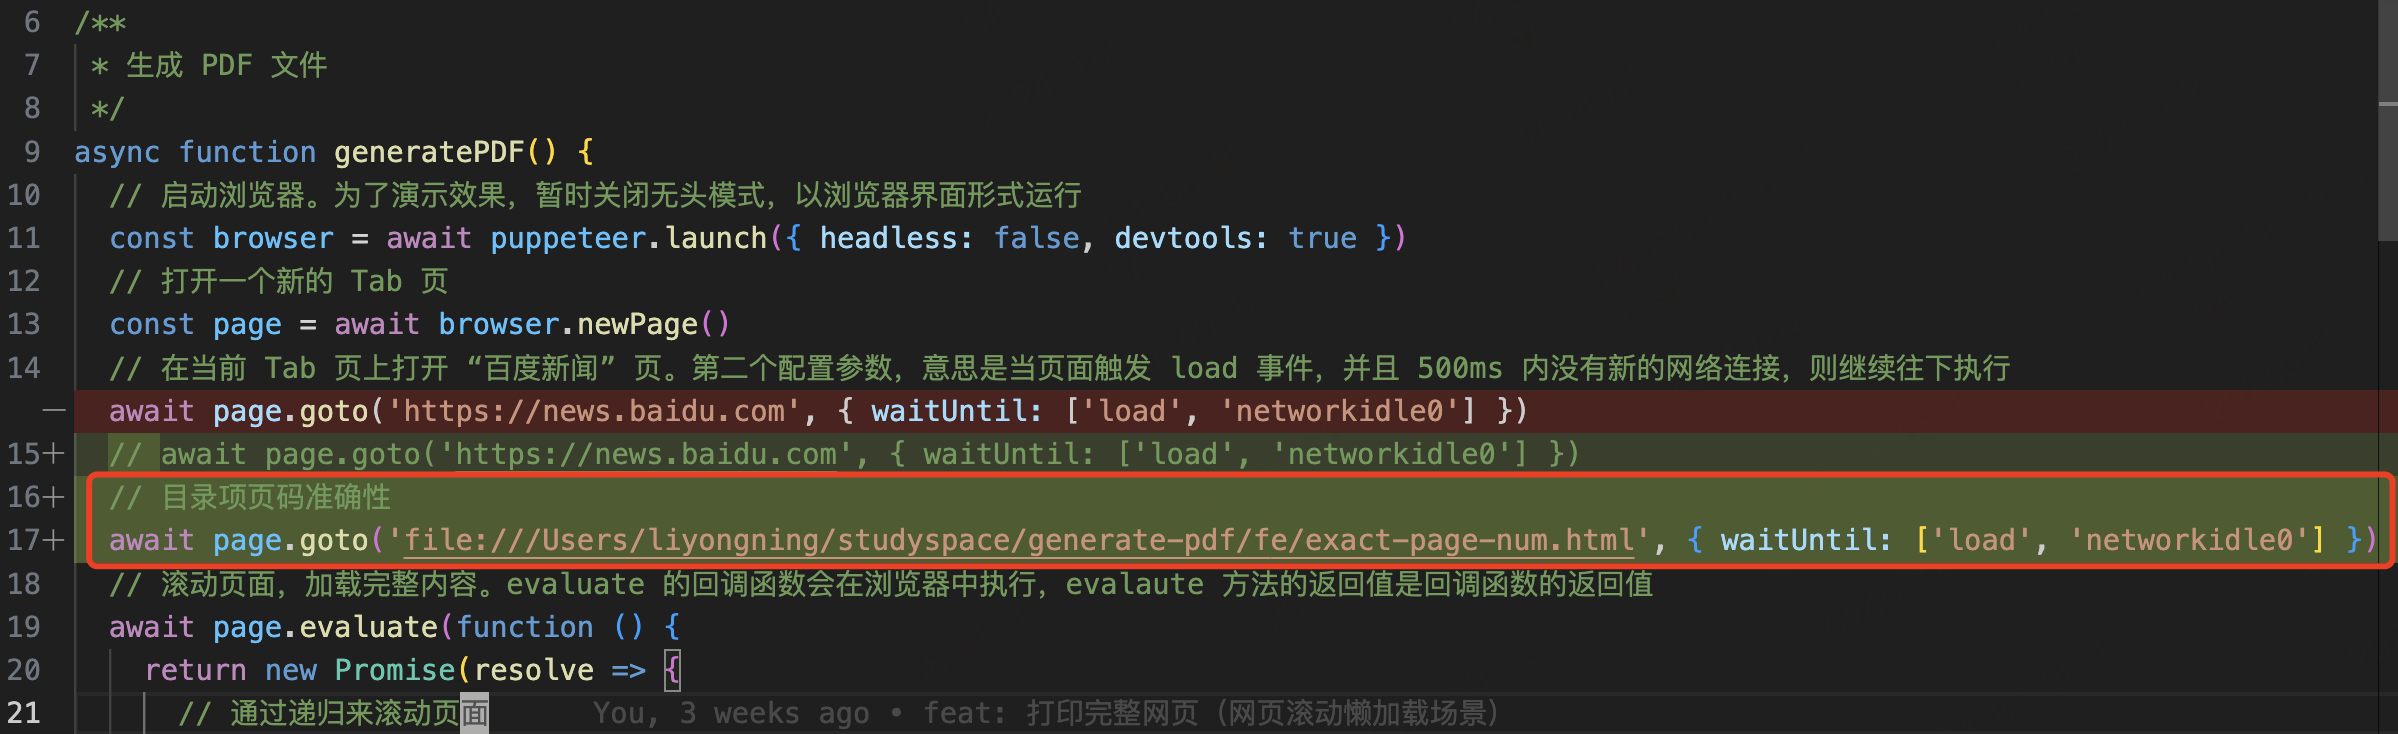 6 /**
7  * 生成 PDF 文件
8  */
9 async function generatePDF() {
10   // 启动浏览器。为了演示效果，暂时关闭无头模式，以浏览器界面形式运行
11   const browser = await puppeteer.launch({ headless: false, devtools: true })
12   // 打开一个新的 Tab 页
13   const page = await browser.newPage()
14   // 在当前 Tab 页上打开 “百度新闻” 页。第二个配置参数，意思是当页面触发 load 事件，并且 500ms 内没有新的网络连接，则继续往下执行
—   await page.goto('https://news.baidu.com', { waitUntil: ['load', 'networkidle0'] })
15+   // await page.goto('https://news.baidu.com', { waitUntil: ['load', 'networkidle0'] })
16+   // 目录项页码准确性
17+   await page.goto('file:///Users/liyongning/studyspace/generate-pdf/fe/exact-page-num.html', { waitUntil: ['load', 'networkidle0'] })
18   // 滚动页面，加载完整内容。evaluate 的回调函数会在浏览器中执行，evalaute 方法的返回值是回调函数的返回值
19   await page.evaluate(function () {
20     return new Promise(resolve => {
21       // 通过递归来滚动页面      You, 3 weeks ago • feat: 打印完整网页（网页滚动懒加载场景）